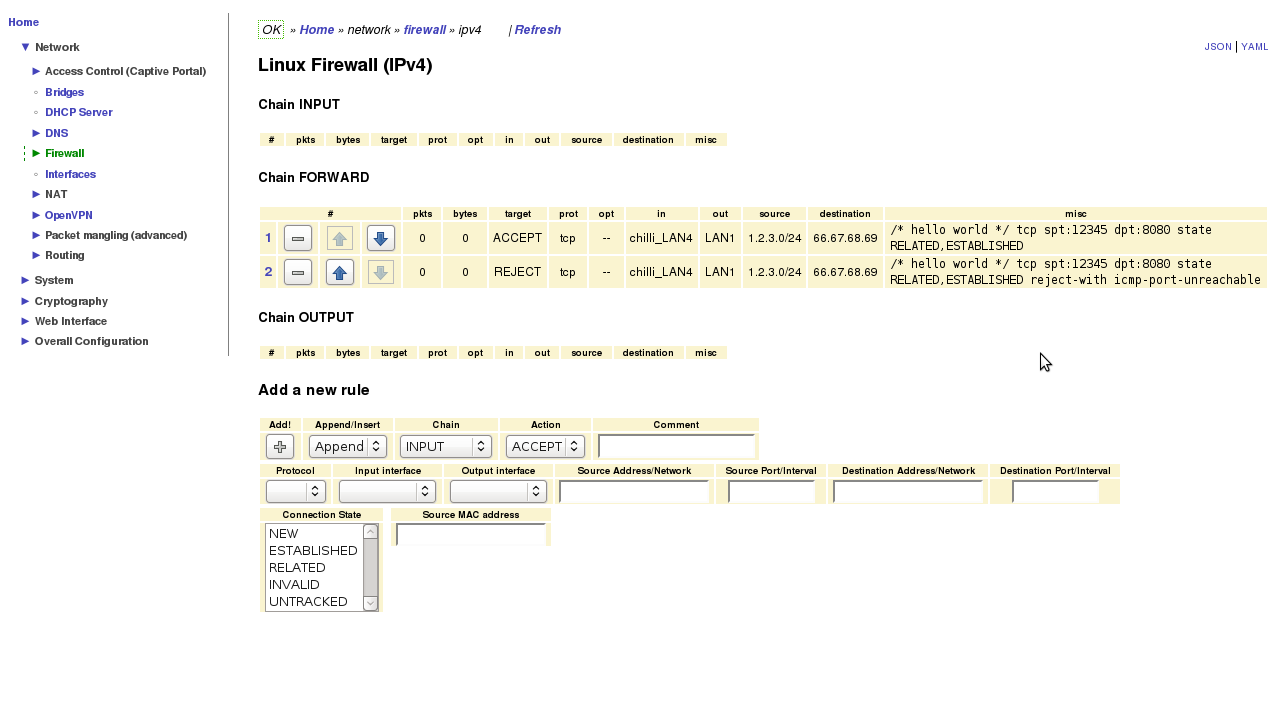 Home
Network
Access Control (Captive Portal)
Bridges
DHCP Server
DNS
Firewall
Interfaces
NAT
OpenVPN
Packet mangling (advanced)
Routing
System
Cryptography
Web Interface
Overall Configuration
OK » Home » network » firewall » ipv4 | Refresh
JSON | YAML
Linux Firewall (IPv4)
Chain INPUT
# pkts bytes target prot opt in out source destination misc
Chain FORWARD
# pkts bytes target prot opt in out source destination misc
1 0 0 ACCEPT tcp -- chilli_LAN4 LAN1 1.2.3.0/24 66.67.68.69 /* hello world */ tcp spt:12345 dpt:8080 state
RELATED,ESTABLISHED
2 0 0 REJECT tcp -- chilli_LAN4 LAN1 1.2.3.0/24 66.67.68.69 /* hello world */ tcp spt:12345 dpt:8080 state
RELATED,ESTABLISHED reject-with icmp-port-unreachable
Chain OUTPUT
# pkts bytes target prot opt in out source destination misc
Add a new rule
Add! Append/Insert Chain Action Comment
Append INPUT ACCEPT
Protocol Input interface Output interface Source Address/Network Source Port/Interval Destination Address/Network Destination Port/Interval
Connection State Source MAC address
NEW
ESTABLISHED
RELATED
INVALID
UNTRACKED